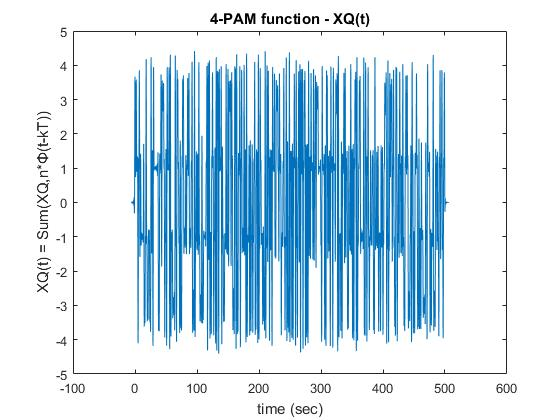 4-PAM function - XQ(t)
XQ(t) = Sum(XQ,n*Φ(t-kT))
5
4
3
2
1
0
-1
-2
-3
-4
-5
-100 0 100 200 300 400 500 600
time (sec)